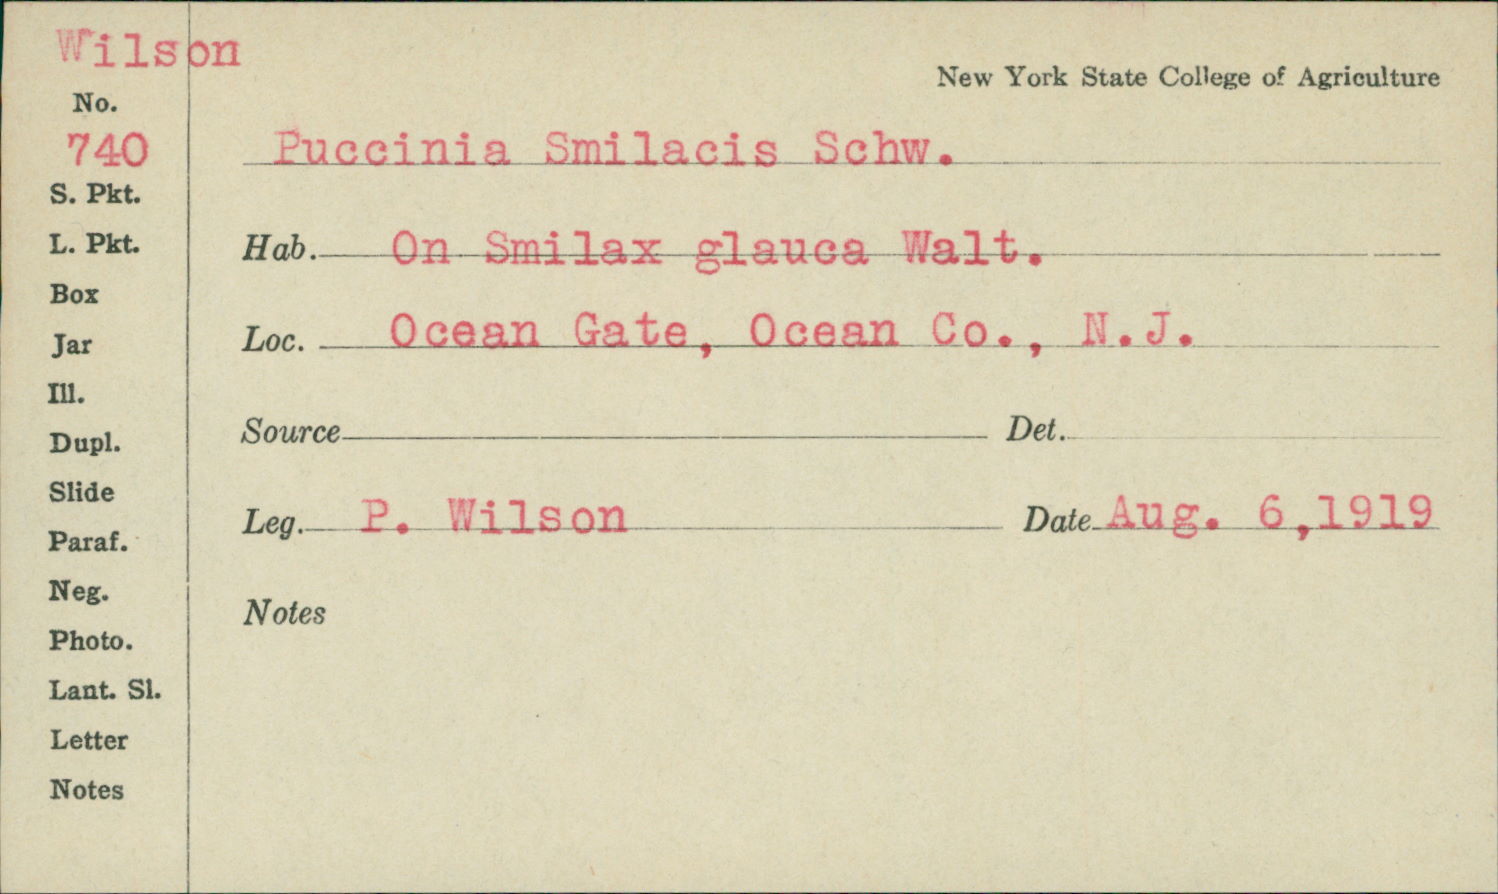 Wilson
New York State College of Agriculture
No.
740
Puccinia Smilacis Schw.
S. Pkt.
L. Pkt.
Hab. On Smilax glauca Walt.
Box
Jar
Loc. Ocean Gate, Ocean Co., N.J.
Ill.
Dupl.
Source Det.
Slide
Leg. P. Wilson Date Aug. 6,1919
Paraf.
Neg.
Notes
Photo.
Lant. Sl.
Letter
Notes